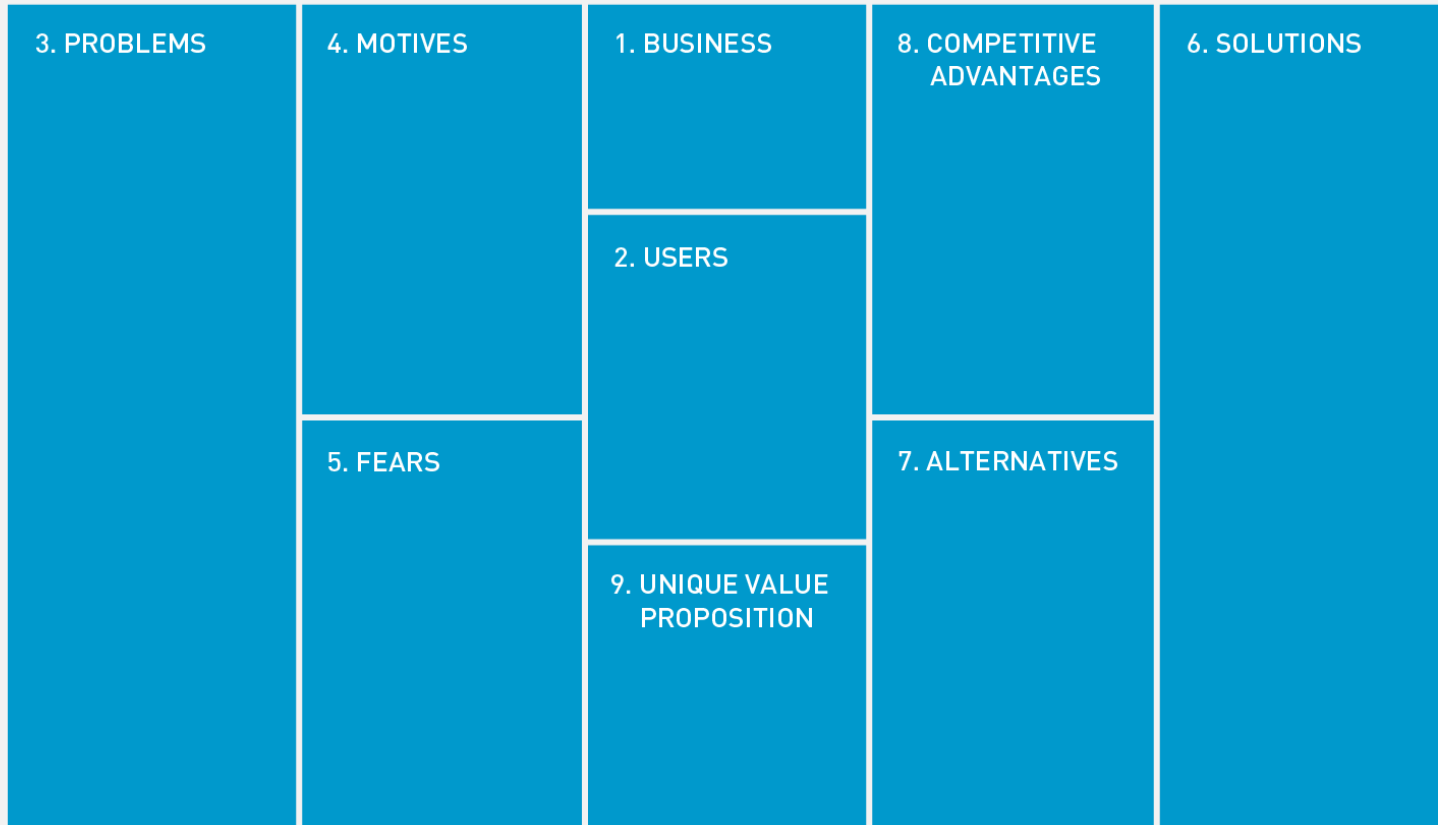 3. PROBLEMS
4. MOTIVES
1. BUSINESS
8. COMPETITIVE
ADVANTAGES
6. SOLUTIONS
2. USERS
5. FEARS
7. ALTERNATIVES
9. UNIQUE VALUE
PROPOSITION